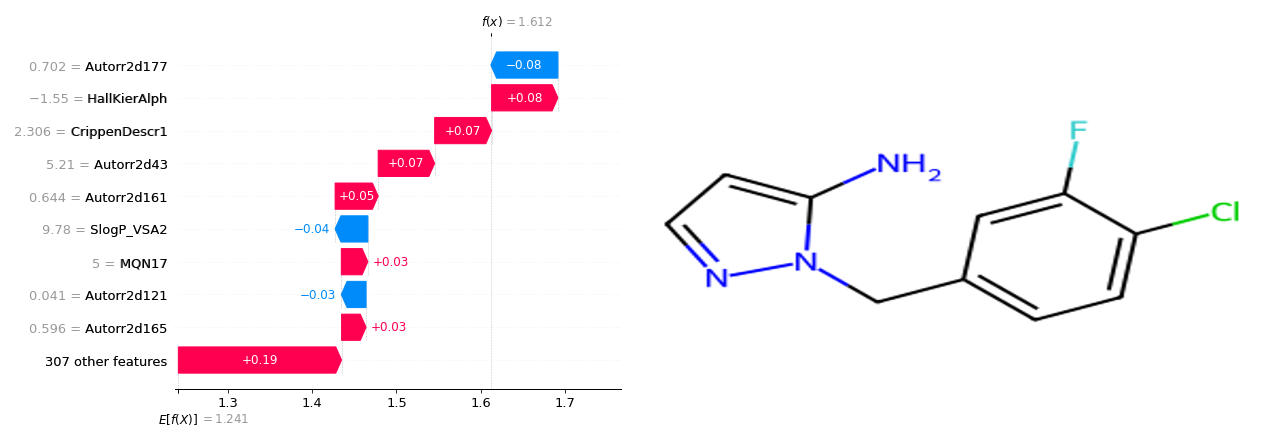 f(x) = 1.612
0.702 = Autorr2d177
−0.08
−1.55 = HallKierAlph
+0.08
2.306 = CrippenDescr1
+0.07
5.21 = Autorr2d43
+0.07
0.644 = Autorr2d161
+0.05
9.78 = SlogP_VSA2
−0.04
5 = MQN17
+0.03
0.041 = Autorr2d121
−0.03
0.596 = Autorr2d165
+0.03
307 other features
+0.19
1.3 1.4 1.5 1.6 1.7
E[f(X)] = 1.241
F
NH2
Cl
N
N